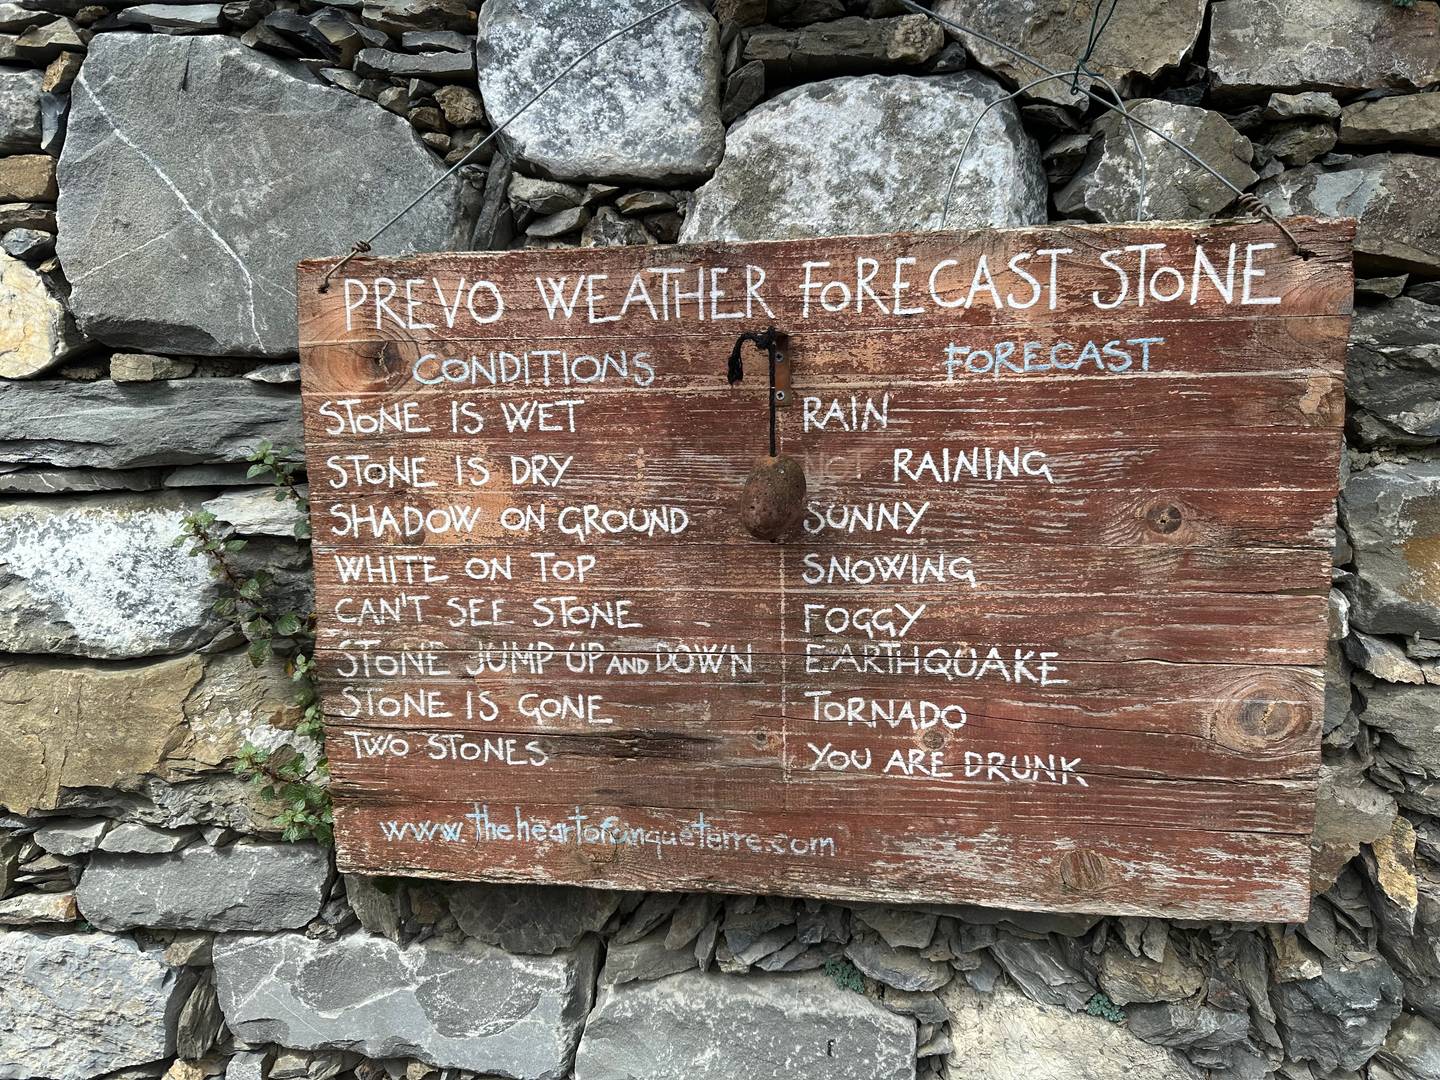 PREVO WEATHER FORECAST STONE
CONDITIONS FORECAST
STONE IS WET RAIN
STONE IS DRY NOT RAINING
SHADOW ON GROUND SUNNY
WHITE ON TOP SNOWING
CAN'T SEE STONE FOGGY
STONE JUMP UP AND DOWN EARTHQUAKE
STONE IS GONE TORNADO
TWO STONES YOU ARE DRUNK
www.theheartofcinqueterre.com